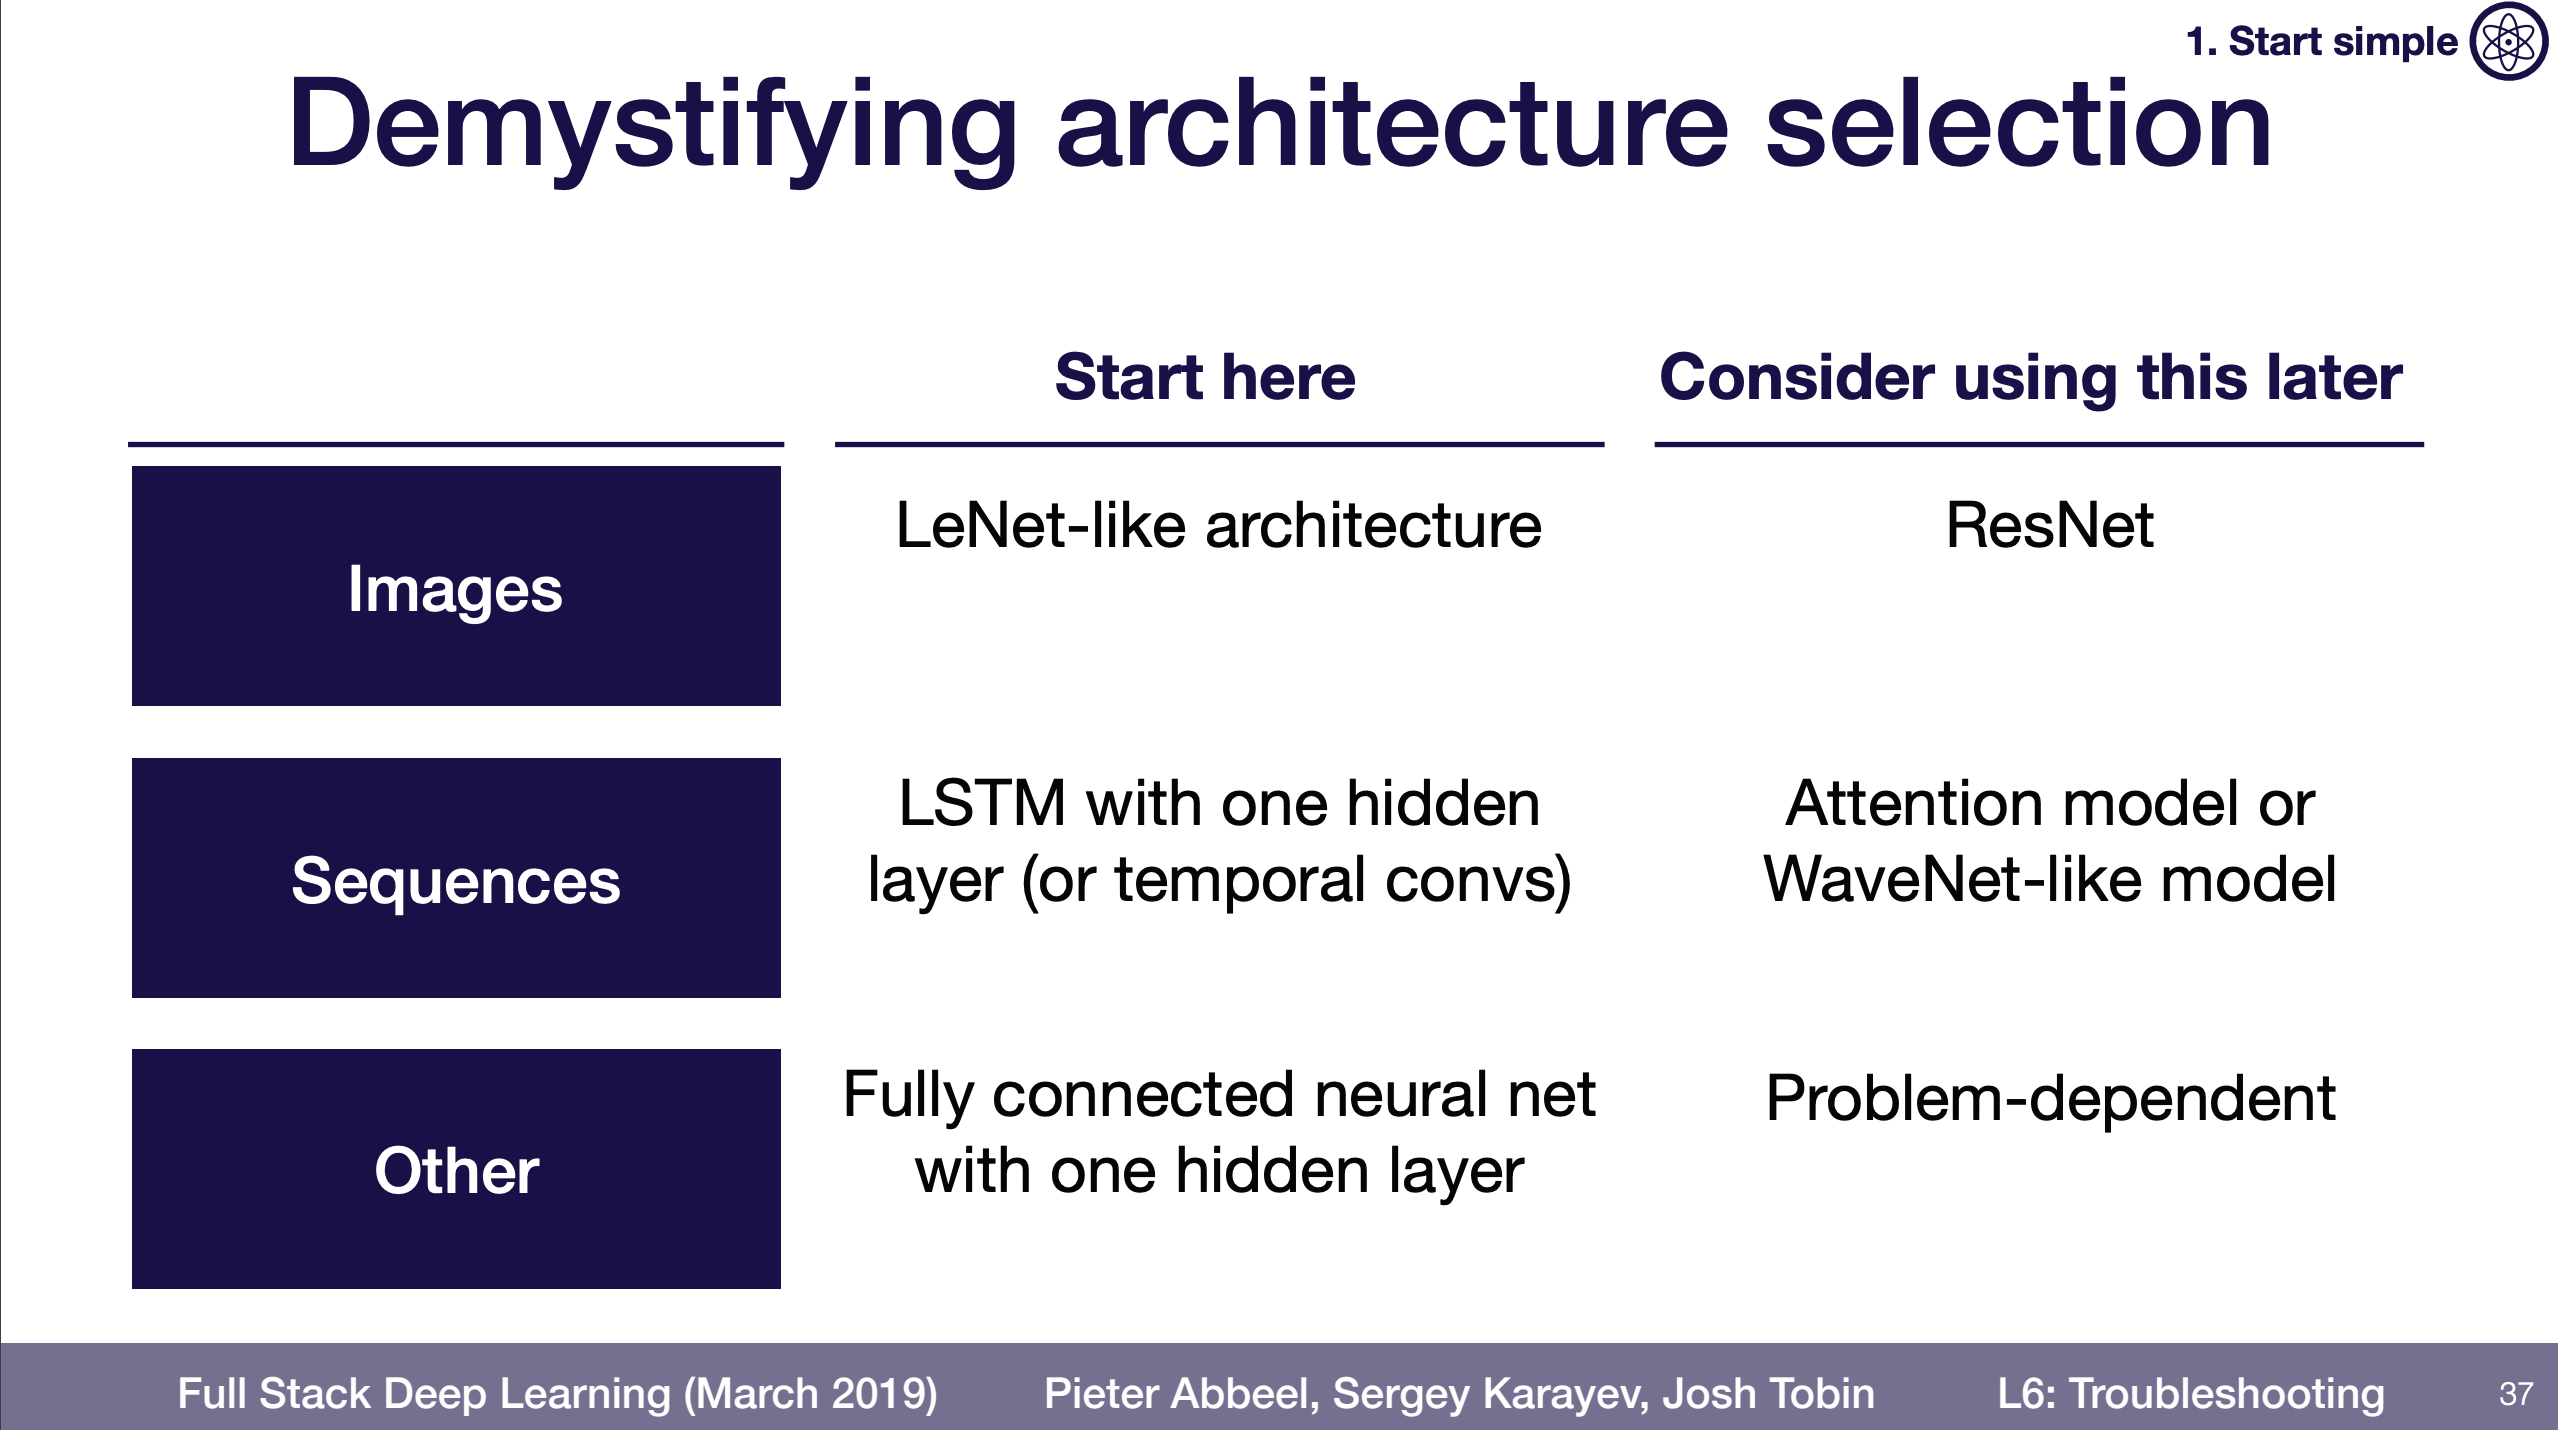 1. Start simple
Demystifying architecture selection
Start here
Consider using this later
Images
LeNet-like architecture
ResNet
Sequences
LSTM with one hidden
layer (or temporal convs)
Attention model or
WaveNet-like model
Other
Fully connected neural net
with one hidden layer
Problem-dependent
Full Stack Deep Learning (March 2019)
Pieter Abbeel, Sergey Karayev, Josh Tobin
L6: Troubleshooting
37